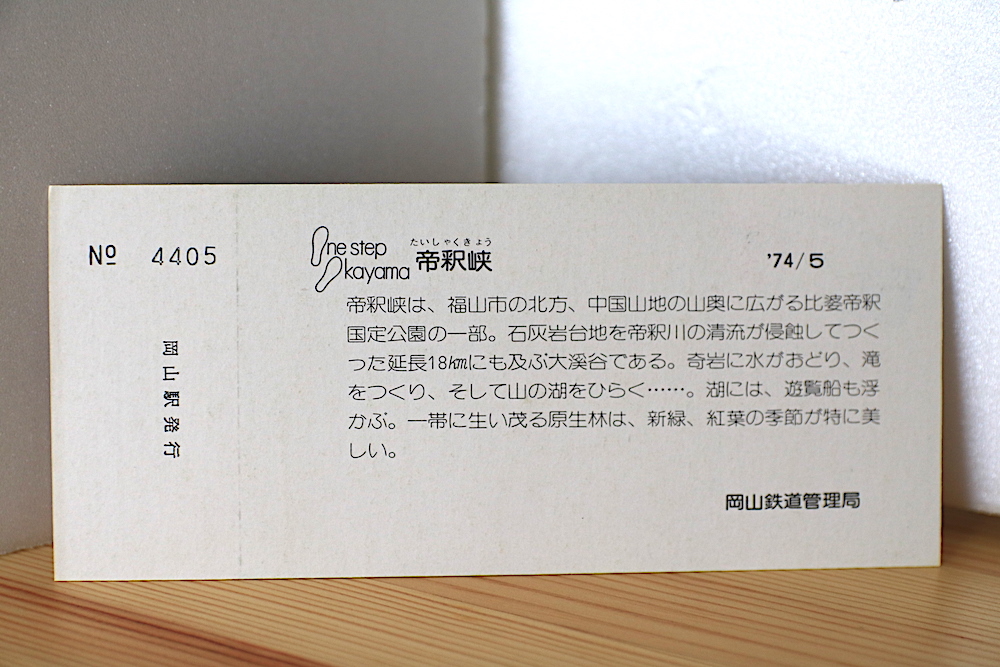 № 4405
岡山駅発行
One step
Okayama
たいしゃくきょう
帝釈峡
'74/5
帝釈峡は、福山市の北方、中国山地の山奥に広がる比婆帝釈
国定公園の一部。石灰岩台地を帝釈川の清流が侵蝕してつく
った延長18㎞にも及ぶ大溪谷である。奇岩に水がおどり、滝
をつくり、そして山の湖をひらく……。湖には、遊覧船も浮
かぶ。一帯に生い茂る原生林は、新緑、紅葉の季節が特に美
しい。
岡山鉄道管理局